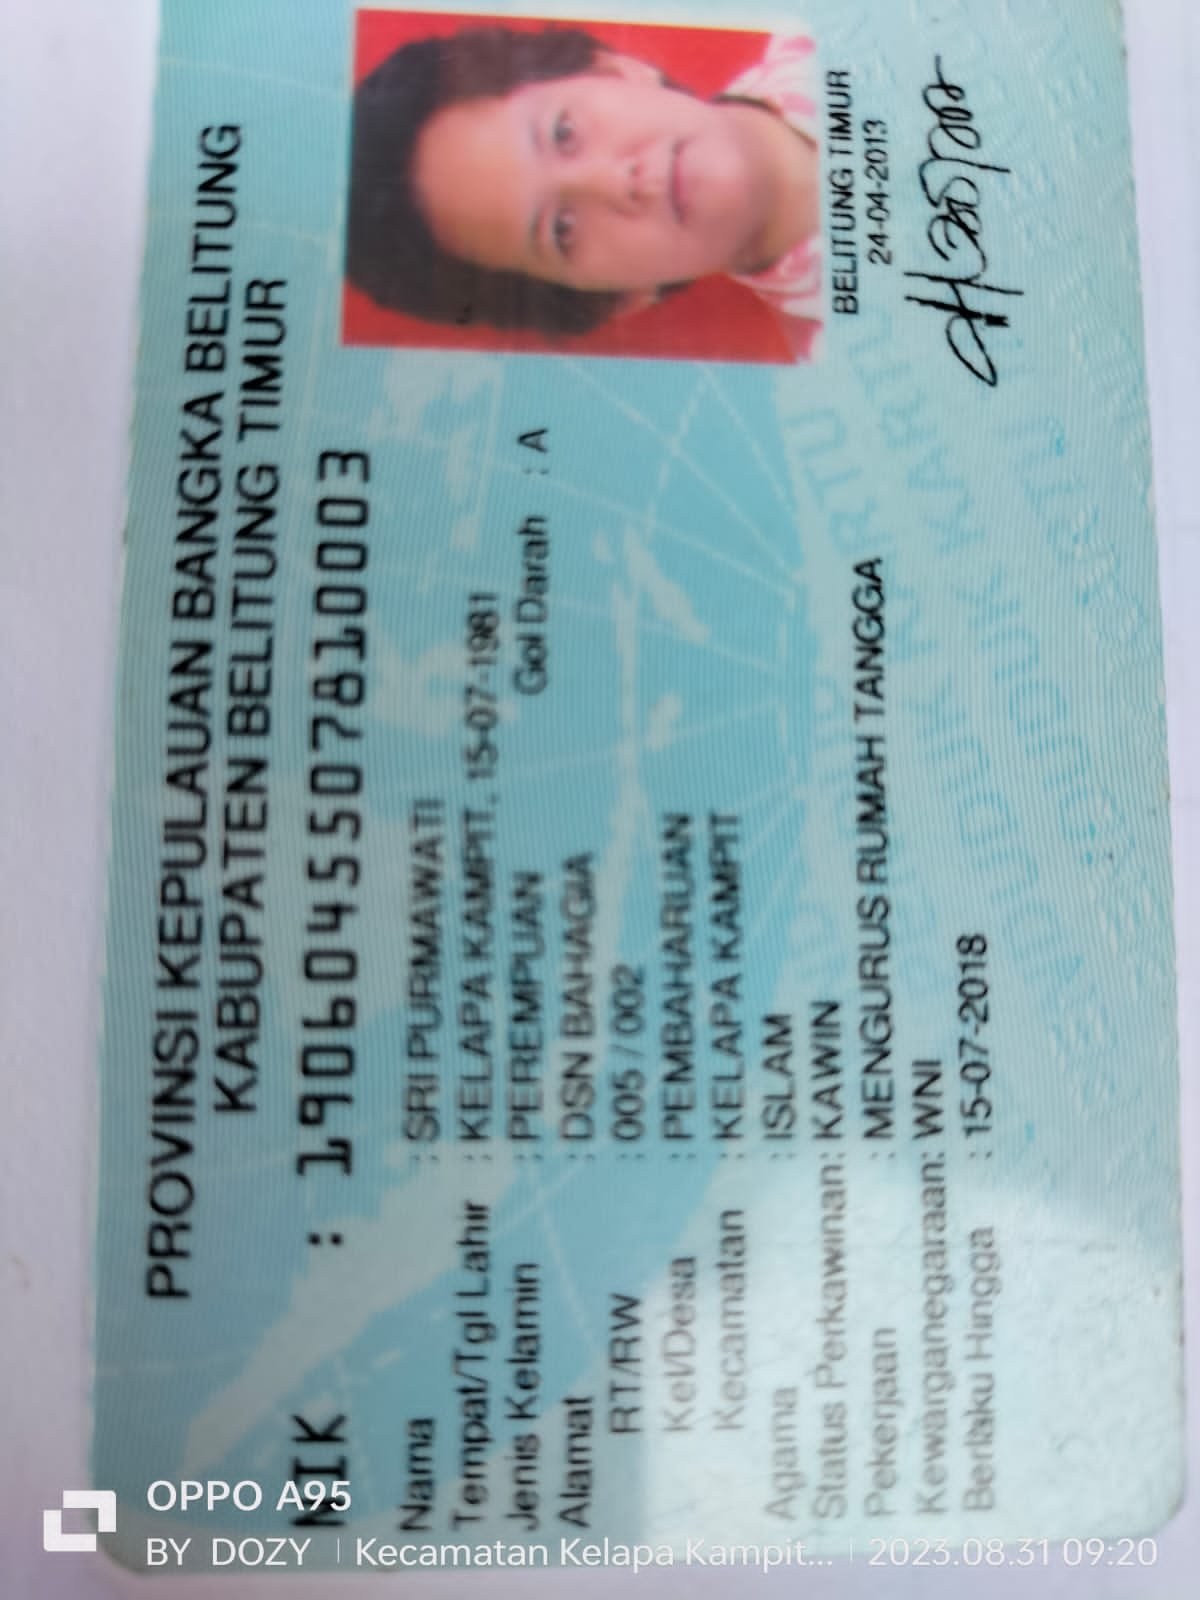 PROVINSI KEPULAUAN BANGKA BELITUNG
KABUPATEN BELITUNG TIMUR
NIK : 1906045507810003
Nama : SRI PURMAWATI
Tempat/Tgl Lahir : KELAPA KAMPIT, 15-07-1981
Jenis Kelamin : PEREMPUAN Gol Darah : A
Alamat : DSN BAHAGIA
RT/RW : 005 / 002
Kel/Desa : PEMBAHARUAN
Kecamatan : KELAPA KAMPIT
Agama : ISLAM
Status Perkawinan: KAWIN
Pekerjaan : MENGURUS RUMAH TANGGA
Kewarganegaraan: WNI
Berlaku Hingga : 15-07-2018
BELITUNG TIMUR
24-04-2013
OPPO A95
BY DOZY | Kecamatan Kelapa Kampit... | 2023.08.31 09:20